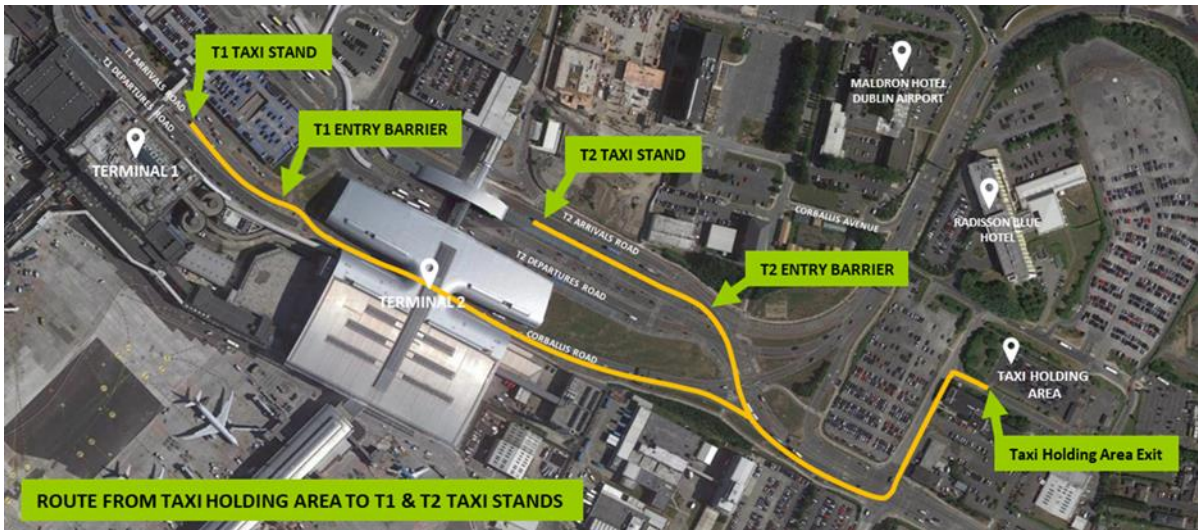 T1 TAXI STAND
T1 ARRIVALS ROAD
T2 DEPARTURES ROAD
TERMINAL 1
T1 ENTRY BARRIER
T2 TAXI STAND
MALDRON HOTEL
DUBLIN AIRPORT
RADISSON BLUE
HOTEL
CORBALLIS AVENUE
T2 ARRIVALS ROAD
T2 DEPARTURES ROAD
T2 ENTRY BARRIER
TERMINAL 2
CORBALLIS ROAD
TAXI HOLDING
AREA
Taxi Holding Area Exit
ROUTE FROM TAXI HOLDING AREA TO T1 & T2 TAXI STANDS